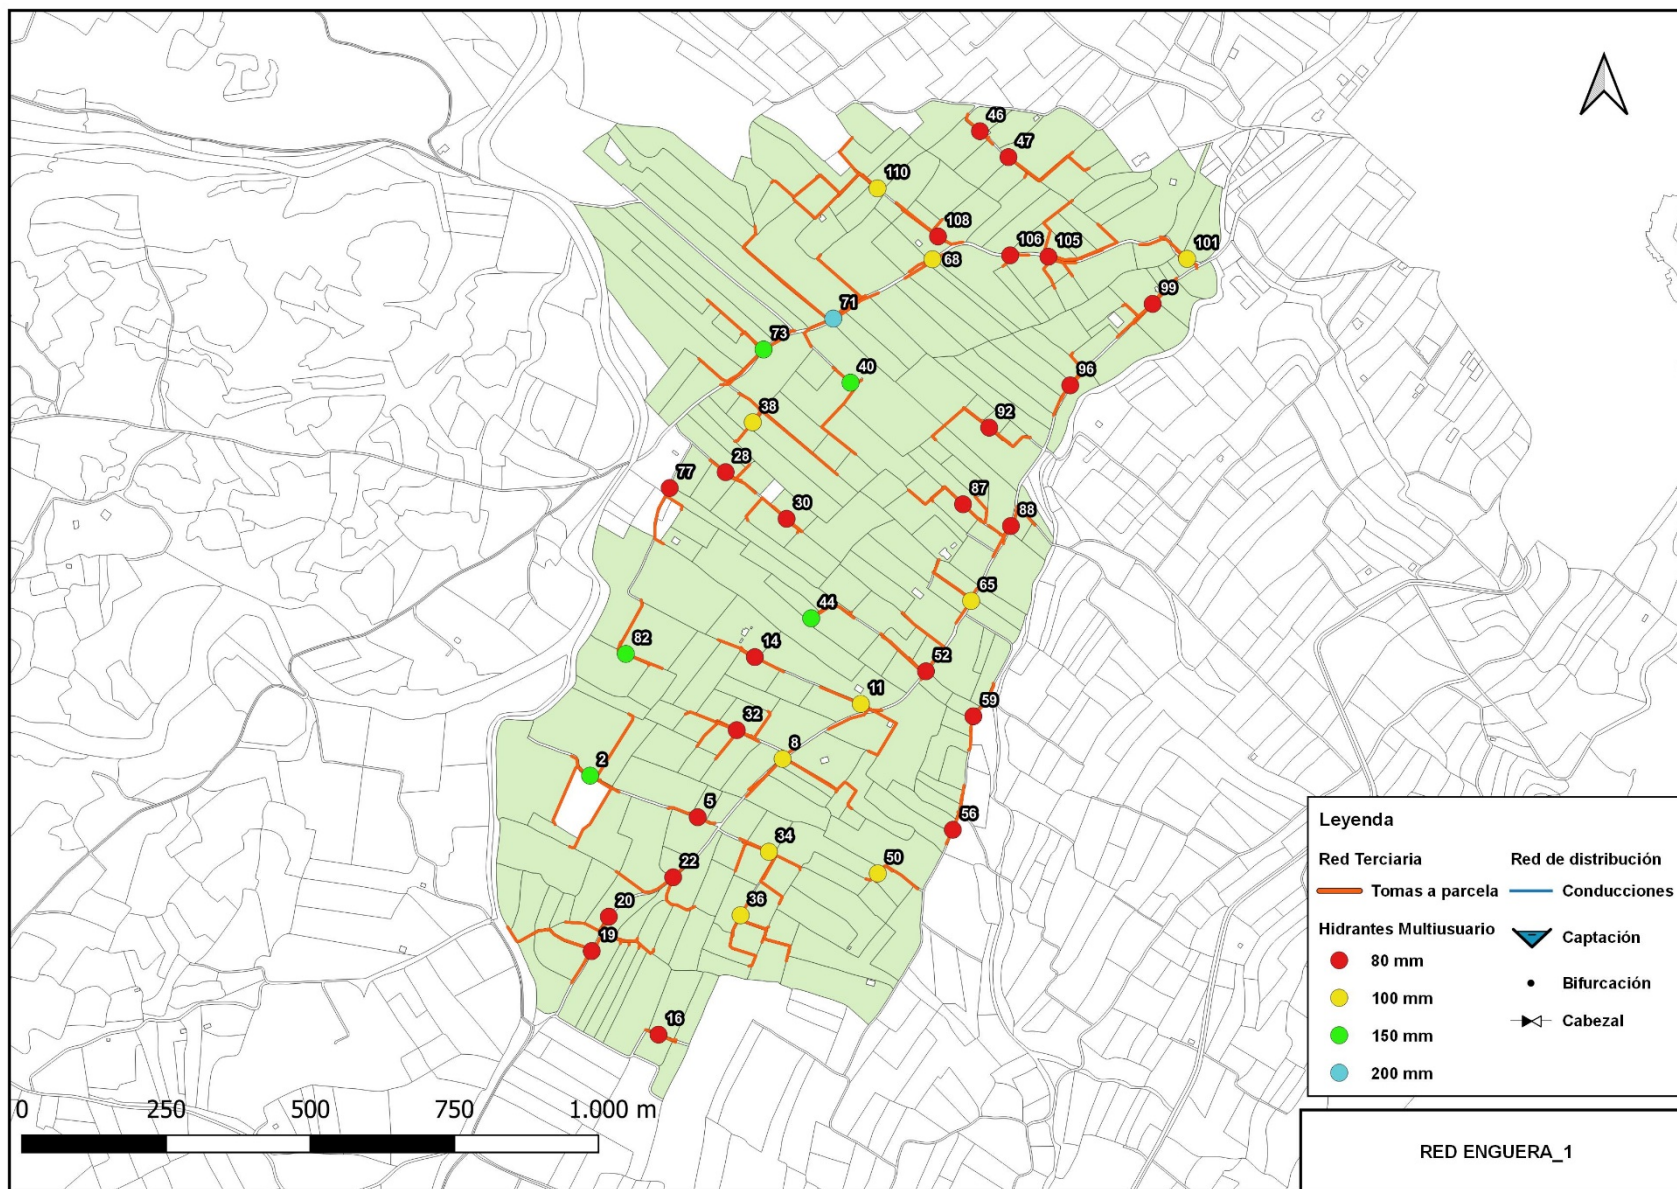 46
47
110
108
106
105
101
68
99
71
73
40
96
38
92
28
77
87
30
88
65
44
82
14
52
11
59
32
8
2
5
56
34
22
50
20
36
19
16
0 250 500 750 1.000 m
Leyenda
Red Terciaria
Tomas a parcela
Hidrantes Multiusuario
80 mm
100 mm
150 mm
200 mm
Red de distribución
Conducciones
Captación
Bifurcación
Cabezal
RED ENGUERA_1